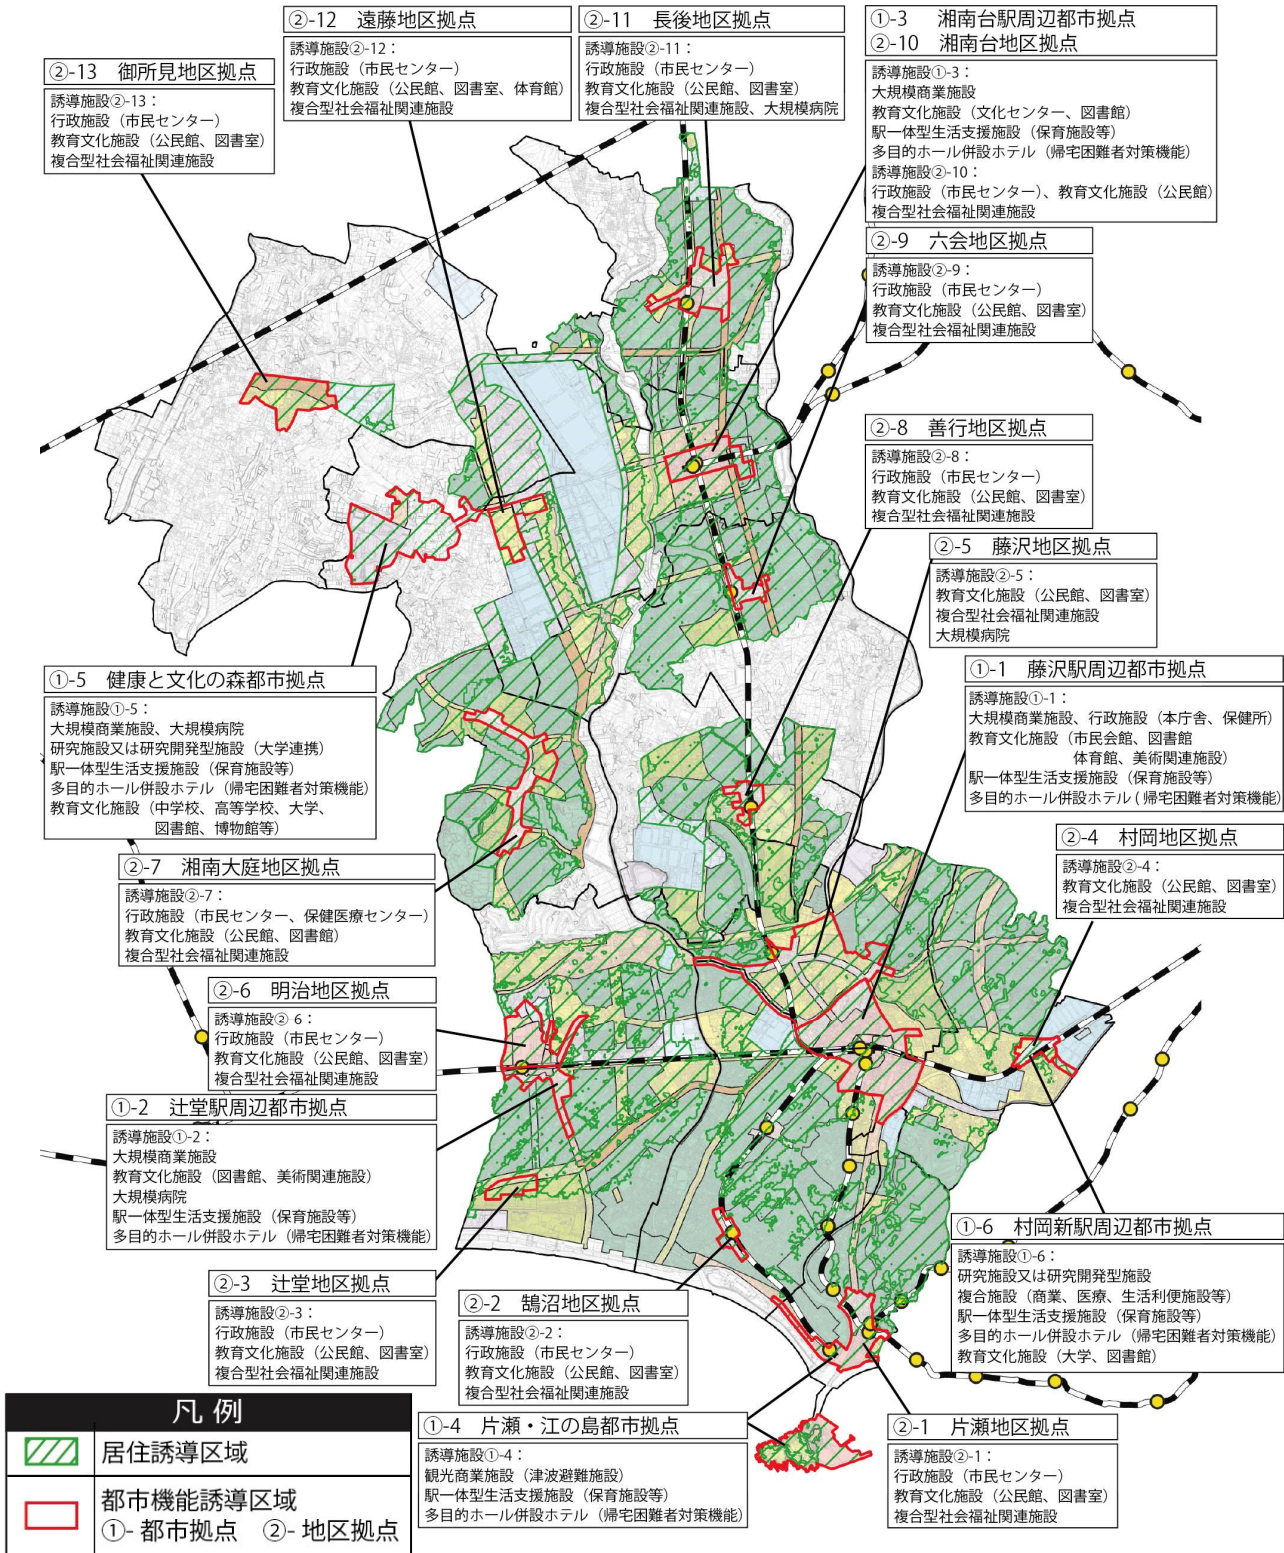 ②-12　遠藤地区拠点
誘導施設②-12：
行政施設（市民センター）
教育文化施設（公民館、図書室、体育館）
複合型社会福祉関連施設
②-11　長後地区拠点
誘導施設②-11：
行政施設（市民センター）
教育文化施設（公民館、図書室）
複合型社会福祉関連施設、大規模病院
①-3　湘南台駅周辺都市拠点
②-10　湘南台地区拠点
誘導施設①-3：
大規模商業施設
教育文化施設（文化センター、図書館）
駅一体型生活支援施設（保育施設等）
多目的ホール併設ホテル（帰宅困難者対策機能）
誘導施設②-10：
行政施設（市民センター）、教育文化施設（公民館）
複合型社会福祉関連施設
②-13　御所見地区拠点
誘導施設②-13：
行政施設（市民センター）
教育文化施設（公民館、図書室）
複合型社会福祉関連施設
②-9　六会地区拠点
誘導施設②-9：
行政施設（市民センター）
教育文化施設（公民館、図書室）
複合型社会福祉関連施設
②-8　善行地区拠点
誘導施設②-8：
行政施設（市民センター）
教育文化施設（公民館、図書室）
複合型社会福祉関連施設
②-5　藤沢地区拠点
誘導施設②-5：
教育文化施設（公民館、図書室）
複合型社会福祉関連施設
大規模病院
①-5　健康と文化の森都市拠点
誘導施設①-5：
大規模商業施設、大規模病院
研究施設又は研究開発型施設（大学連携）
駅一体型生活支援施設（保育施設等）
多目的ホール併設ホテル（帰宅困難者対策機能）
教育文化施設（中学校、高等学校、大学、
図書館、博物館等）
①-1　藤沢駅周辺都市拠点
誘導施設①-1：
大規模商業施設、行政施設（本庁舎、保健所）
教育文化施設（市民会館、図書館
体育館、美術関連施設）
駅一体型生活支援施設（保育施設等）
多目的ホール併設ホテル ( 帰宅困難者対策機能)
②-4　村岡地区拠点
誘導施設②-4：
教育文化施設（公民館、図書室）
複合型社会福祉関連施設
②-7　湘南大庭地区拠点
誘導施設②-7：
行政施設（市民センター、保健医療センター）
教育文化施設（公民館、図書館）
複合型社会福祉関連施設
②-6　明治地区拠点
誘導施設②-6：
行政施設（市民センター）
教育文化施設（公民館、図書室）
複合型社会福祉関連施設
①-2　辻堂駅周辺都市拠点
誘導施設①-2：
大規模商業施設
教育文化施設（図書館、美術関連施設）
大規模病院
駅一体型生活支援施設（保育施設等）
多目的ホール併設ホテル（帰宅困難者対策機能）
①-6　村岡新駅周辺都市拠点
誘導施設①-6：
研究施設又は研究開発型施設
複合施設（商業、医療、生活利便施設等）
駅一体型生活支援施設（保育施設等）
多目的ホール併設ホテル（帰宅困難者対策機能）
教育文化施設（大学、図書館）
②-3　辻堂地区拠点
誘導施設②-3：
行政施設（市民センター）
教育文化施設（公民館、図書室）
複合型社会福祉関連施設
②-2　鵠沼地区拠点
誘導施設②-2：
行政施設（市民センター）
教育文化施設（公民館、図書室）
複合型社会福祉関連施設
①-4　片瀬・江の島都市拠点
誘導施設①-4：
観光商業施設（津波避難施設）
駅一体型生活支援施設（保育施設等）
多目的ホール併設ホテル（帰宅困難者対策機能）
②-1　片瀬地区拠点
誘導施設②-1：
行政施設（市民センター）
教育文化施設（公民館、図書室）
複合型社会福祉関連施設
凡 例
居住誘導区域
都市機能誘導区域
①- 都市拠点　②- 地区拠点